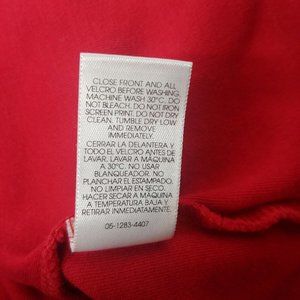 CLOSE FRONT AND ALL
VELCRO BEFORE WASHING.
MACHINE WASH 30°C. DO
NOT BLEACH. DO NOT IRON
SCREEN PRINT. DO NOT DRY
CLEAN. TUMBLE DRY LOW
AND REMOVE
IMMEDIATELY.
CERRAR LA DELANTERA Y
TODO EL VELCRO ANTES DE
LAVAR. LAVAR A MÁQUINA
A 30°C. NO USAR
BLANQUEADOR. NO
PLANCHAR EL ESTAMPADO.
NO LIMPIAR EN SECO.
HACER SECAR A MÁQUINA
A TEMPERATURA BAJA Y
RETIRAR INMEDIATAMENTE.
05-1283-4407